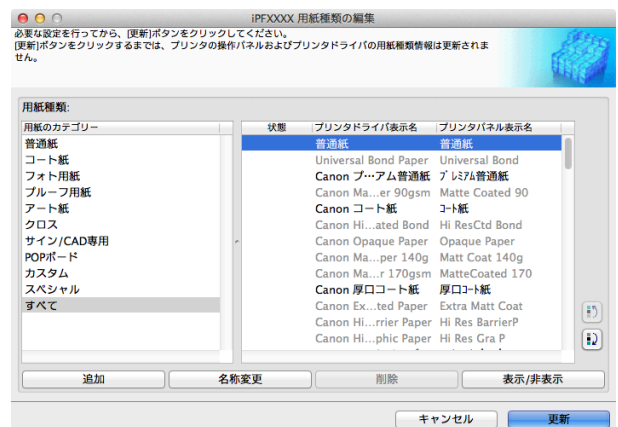 iPFXXXX 用紙種類の編集
必要な設定を行ってから、[更新]ボタンをクリックしてください。
[更新]ボタンをクリックするまでは、プリンタの操作パネルおよびプリンタドライバの用紙種類情報は更新されま
せん。
用紙種類:
用紙のカテゴリー
普通紙
コート紙
フォト用紙
プルーフ用紙
アート紙
クロス
サイン/CAD専用
POPボード
カスタム
スペシャル
すべて
状態 プリンタドライバ表示名 プリンタパネル表示名
普通紙 普通紙
Universal Bond Paper Universal Bond
Canon プ…アム普通紙 プレミアム普通紙
Canon Ma…er 90gsm Matte Coated 90
Canon コート紙 コート紙
Canon Hi…ated Bond Hi ResCtd Bond
Canon Opaque Paper Opaque Paper
Canon Ma…per 140g Matt Coat 140g
Canon Ma…r 170gsm MatteCoated 170
Canon 厚口コート紙 厚口コート紙
Canon Ex…ted Paper Extra Matt Coat
Canon Hi…rrier Paper Hi Res BarrierP
Canon Hi…phic Paper Hi Res Gra P
追加 名称変更 削除 表示/非表示
キャンセル 更新